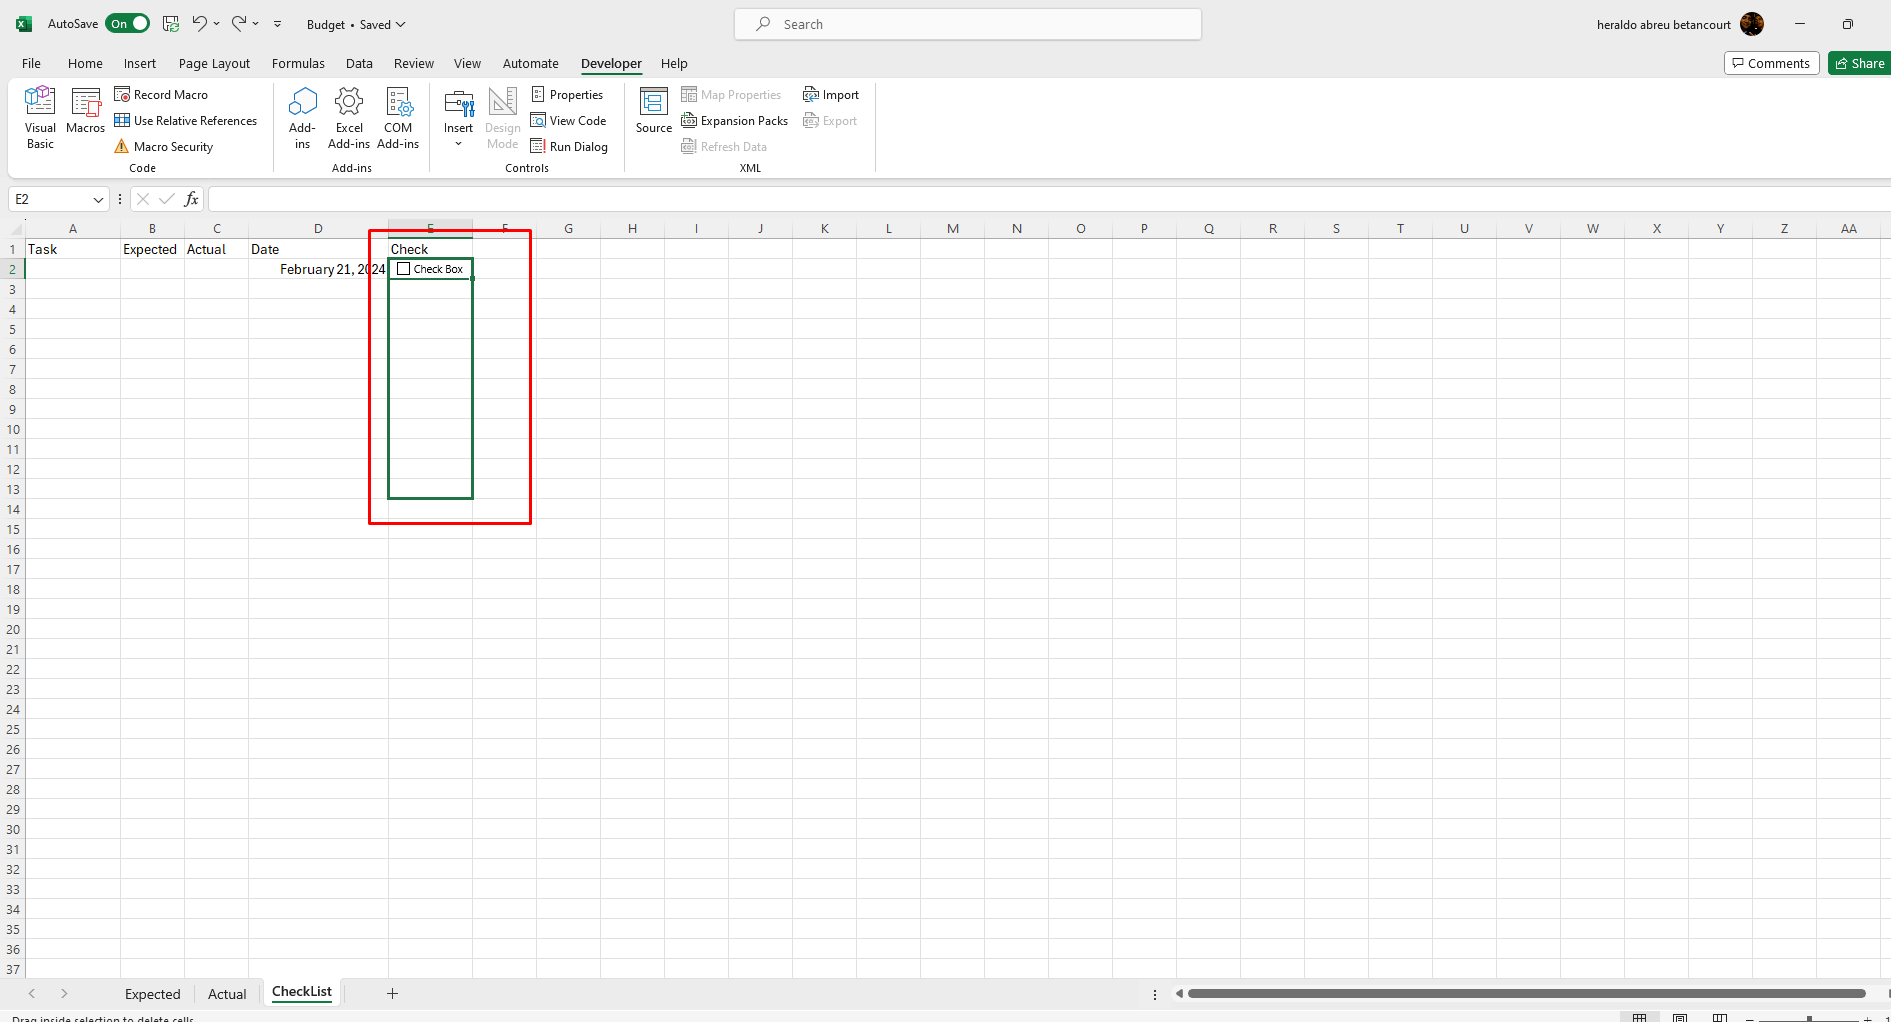 AutoSave On Budget • Saved Search heraldo abreu betancourt
File Home Insert Page Layout Formulas Data Review View Automate Developer Help Comments Share
Visual Basic
Macros
Record Macro
Use Relative References
Macro Security
Code
Add-ins
Excel Add-ins
COM Add-ins
Add-ins
Insert
Design Mode
Properties
View Code
Run Dialog
Controls
Source
Map Properties
Expansion Packs
Refresh Data
Import
Export
XML
E2 fx
A B C D E F G H I J K L M N O P Q R S T U V W X Y Z AA
1 Task Expected Actual Date Check
2 February 21, 2024 Check Box
3
4
5
6
7
8
9
10
11
12
13
14
15
16
17
18
19
20
21
22
23
24
25
26
27
28
29
30
31
32
33
34
35
36
37
Expected Actual CheckList +
Drag inside selection to delete cells